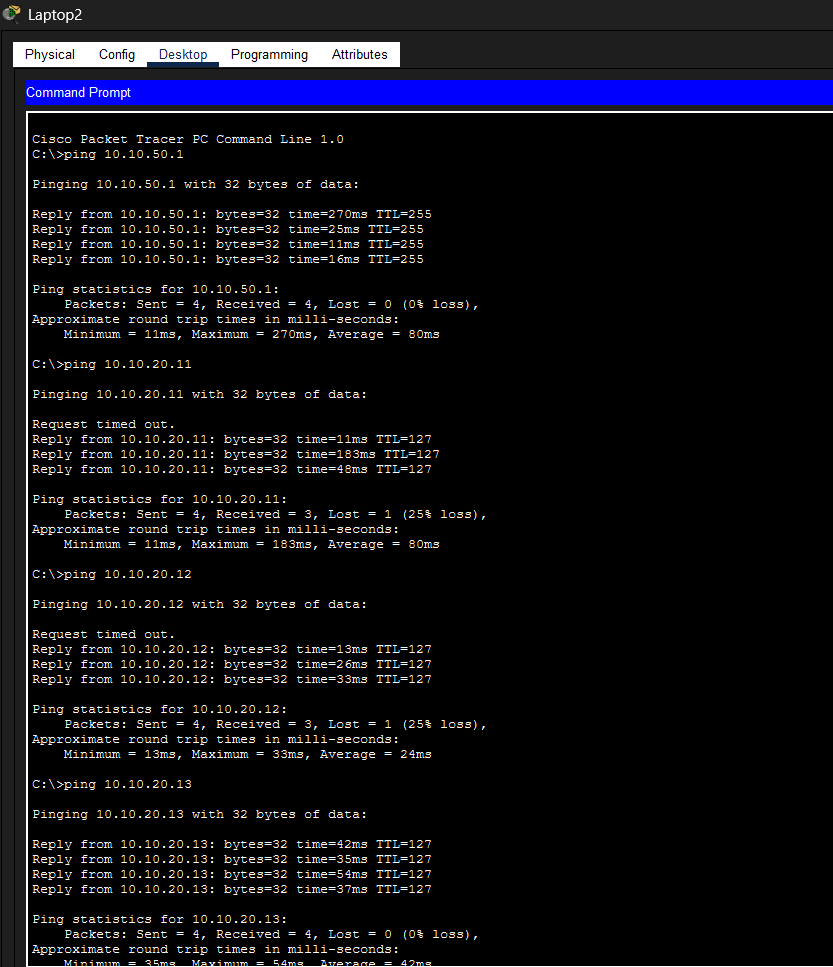 Laptop2
Physical Config Desktop Programming Attributes
Command Prompt
Cisco Packet Tracer PC Command Line 1.0
C:\>ping 10.10.50.1
Pinging 10.10.50.1 with 32 bytes of data:
Reply from 10.10.50.1: bytes=32 time=270ms TTL=255
Reply from 10.10.50.1: bytes=32 time=25ms TTL=255
Reply from 10.10.50.1: bytes=32 time=11ms TTL=255
Reply from 10.10.50.1: bytes=32 time=16ms TTL=255
Ping statistics for 10.10.50.1:
Packets: Sent = 4, Received = 4, Lost = 0 (0% loss),
Approximate round trip times in milli-seconds:
Minimum = 11ms, Maximum = 270ms, Average = 80ms
C:\>ping 10.10.20.11
Pinging 10.10.20.11 with 32 bytes of data:
Request timed out.
Reply from 10.10.20.11: bytes=32 time=11ms TTL=127
Reply from 10.10.20.11: bytes=32 time=183ms TTL=127
Reply from 10.10.20.11: bytes=32 time=48ms TTL=127
Ping statistics for 10.10.20.11:
Packets: Sent = 4, Received = 3, Lost = 1 (25% loss),
Approximate round trip times in milli-seconds:
Minimum = 11ms, Maximum = 183ms, Average = 80ms
C:\>ping 10.10.20.12
Pinging 10.10.20.12 with 32 bytes of data:
Request timed out.
Reply from 10.10.20.12: bytes=32 time=13ms TTL=127
Reply from 10.10.20.12: bytes=32 time=26ms TTL=127
Reply from 10.10.20.12: bytes=32 time=33ms TTL=127
Ping statistics for 10.10.20.12:
Packets: Sent = 4, Received = 3, Lost = 1 (25% loss),
Approximate round trip times in milli-seconds:
Minimum = 13ms, Maximum = 33ms, Average = 24ms
C:\>ping 10.10.20.13
Pinging 10.10.20.13 with 32 bytes of data:
Reply from 10.10.20.13: bytes=32 time=42ms TTL=127
Reply from 10.10.20.13: bytes=32 time=35ms TTL=127
Reply from 10.10.20.13: bytes=32 time=54ms TTL=127
Reply from 10.10.20.13: bytes=32 time=37ms TTL=127
Ping statistics for 10.10.20.13:
Packets: Sent = 4, Received = 4, Lost = 0 (0% loss),
Approximate round trip times in milli-seconds:
Minimum = 35ms, Maximum = 54ms, Average = 42ms